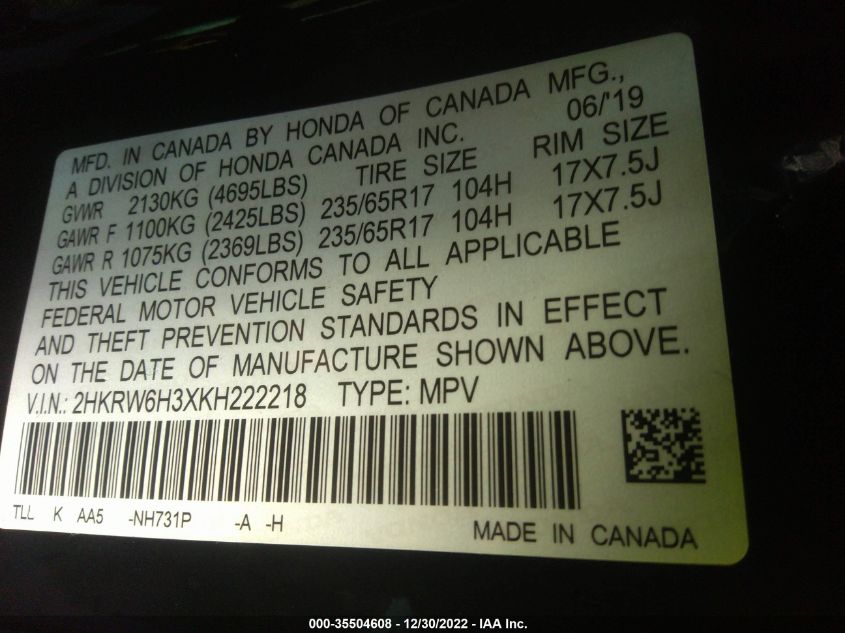 MFD. IN CANADA BY HONDA OF CANADA MFG.,
A DIVISION OF HONDA CANADA INC. 06/'19
GVWR 2130KG (4695LBS) TIRE SIZE RIM SIZE
GAWR F 1100KG (2425LBS) 235/65R17 104H 17X7.5J
GAWR R 1075KG (2369LBS) 235/65R17 104H 17X7.5J
THIS VEHICLE CONFORMS TO ALL APPLICABLE
FEDERAL MOTOR VEHICLE SAFETY
AND THEFT PREVENTION STANDARDS IN EFFECT
ON THE DATE OF MANUFACTURE SHOWN ABOVE.
V.I.N.: 2HKRW6H3XKH222218 TYPE: MPV
TLL K AA5 -NH731P -A -H MADE IN CANADA
000-35504608 - 12/30/2022 - IAA Inc.